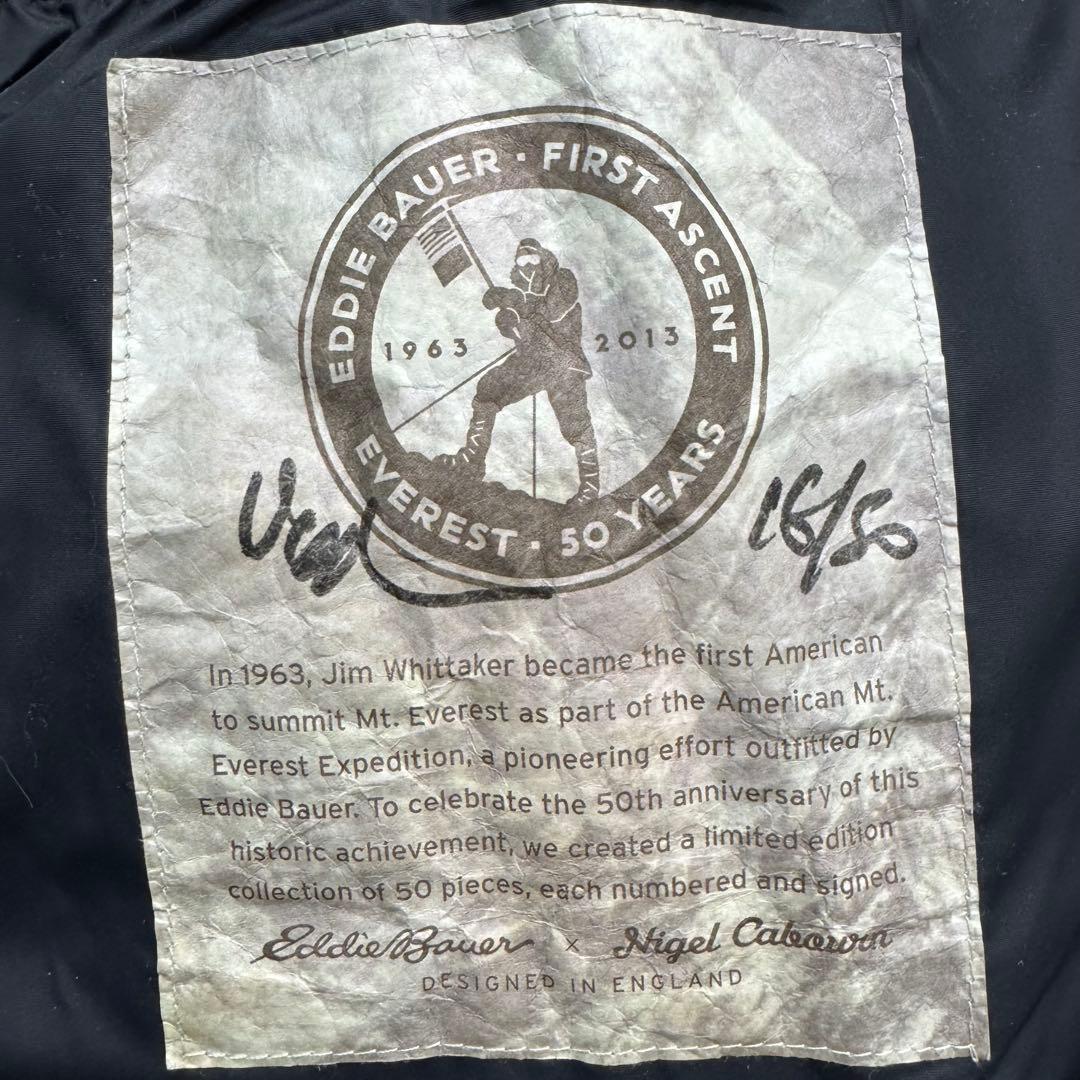 EDDIE BAUER · FIRST ASCENT
1963 2013
EVEREST · 50 YEARS
16/50
In 1963, Jim Whittaker became the first American
to summit Mt. Everest as part of the American Mt.
Everest Expedition, a pioneering effort outfitted by
Eddie Bauer. To celebrate the 50th anniversary of this
historic achievement, we created a limited edition
collection of 50 pieces, each numbered and signed.
Eddie Bauer x Nigel Cabourn
DESIGNED IN ENGLAND